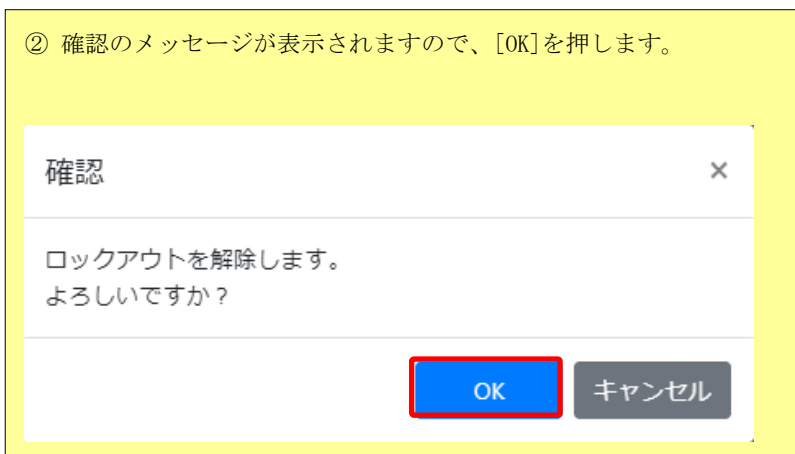 ② 確認のメッセージが表示されますので、[OK]を押します。
確認 ×
ロックアウトを解除します。
よろしいですか？
OK キャンセル